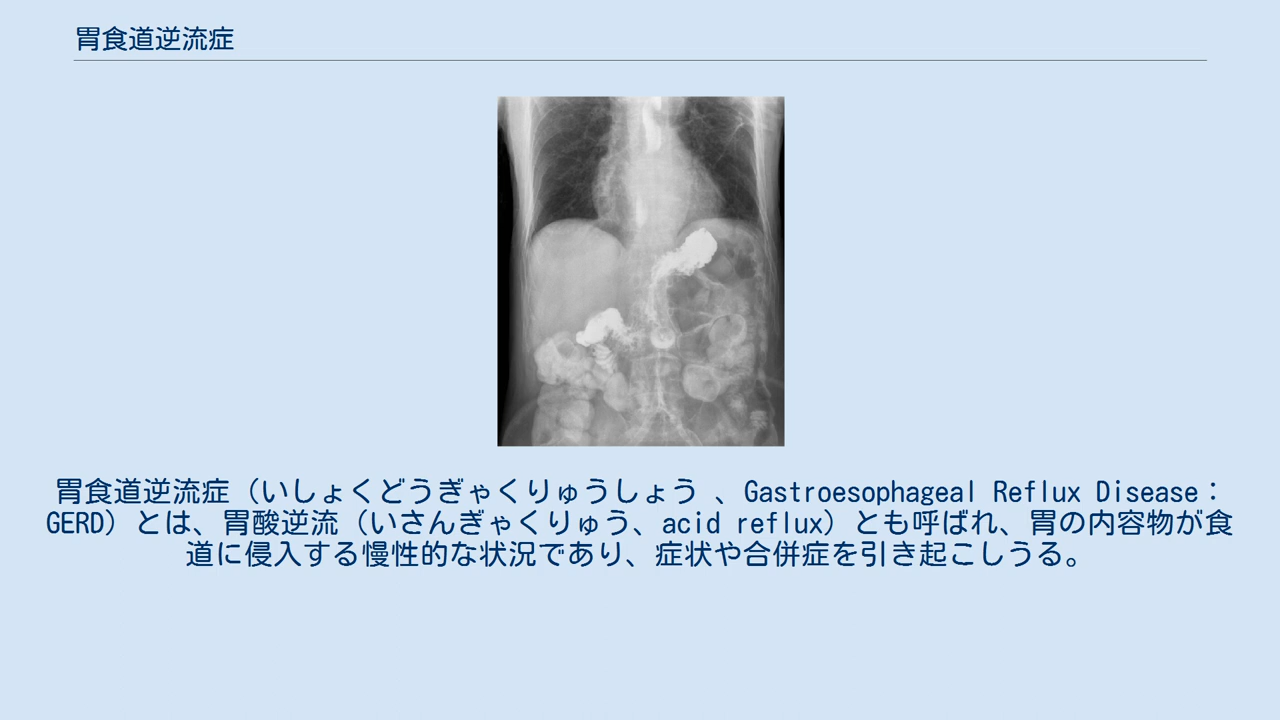 胃食道逆流症
胃食道逆流症（いしょくどうぎゃくりゅうしょう 、Gastroesophageal Reflux Disease：
GERD）とは、胃酸逆流（いさんぎゃくりゅう、acid reflux）とも呼ばれ、胃の内容物が食
道に侵入する慢性的な状況であり、症状や合併症を引き起こしうる。